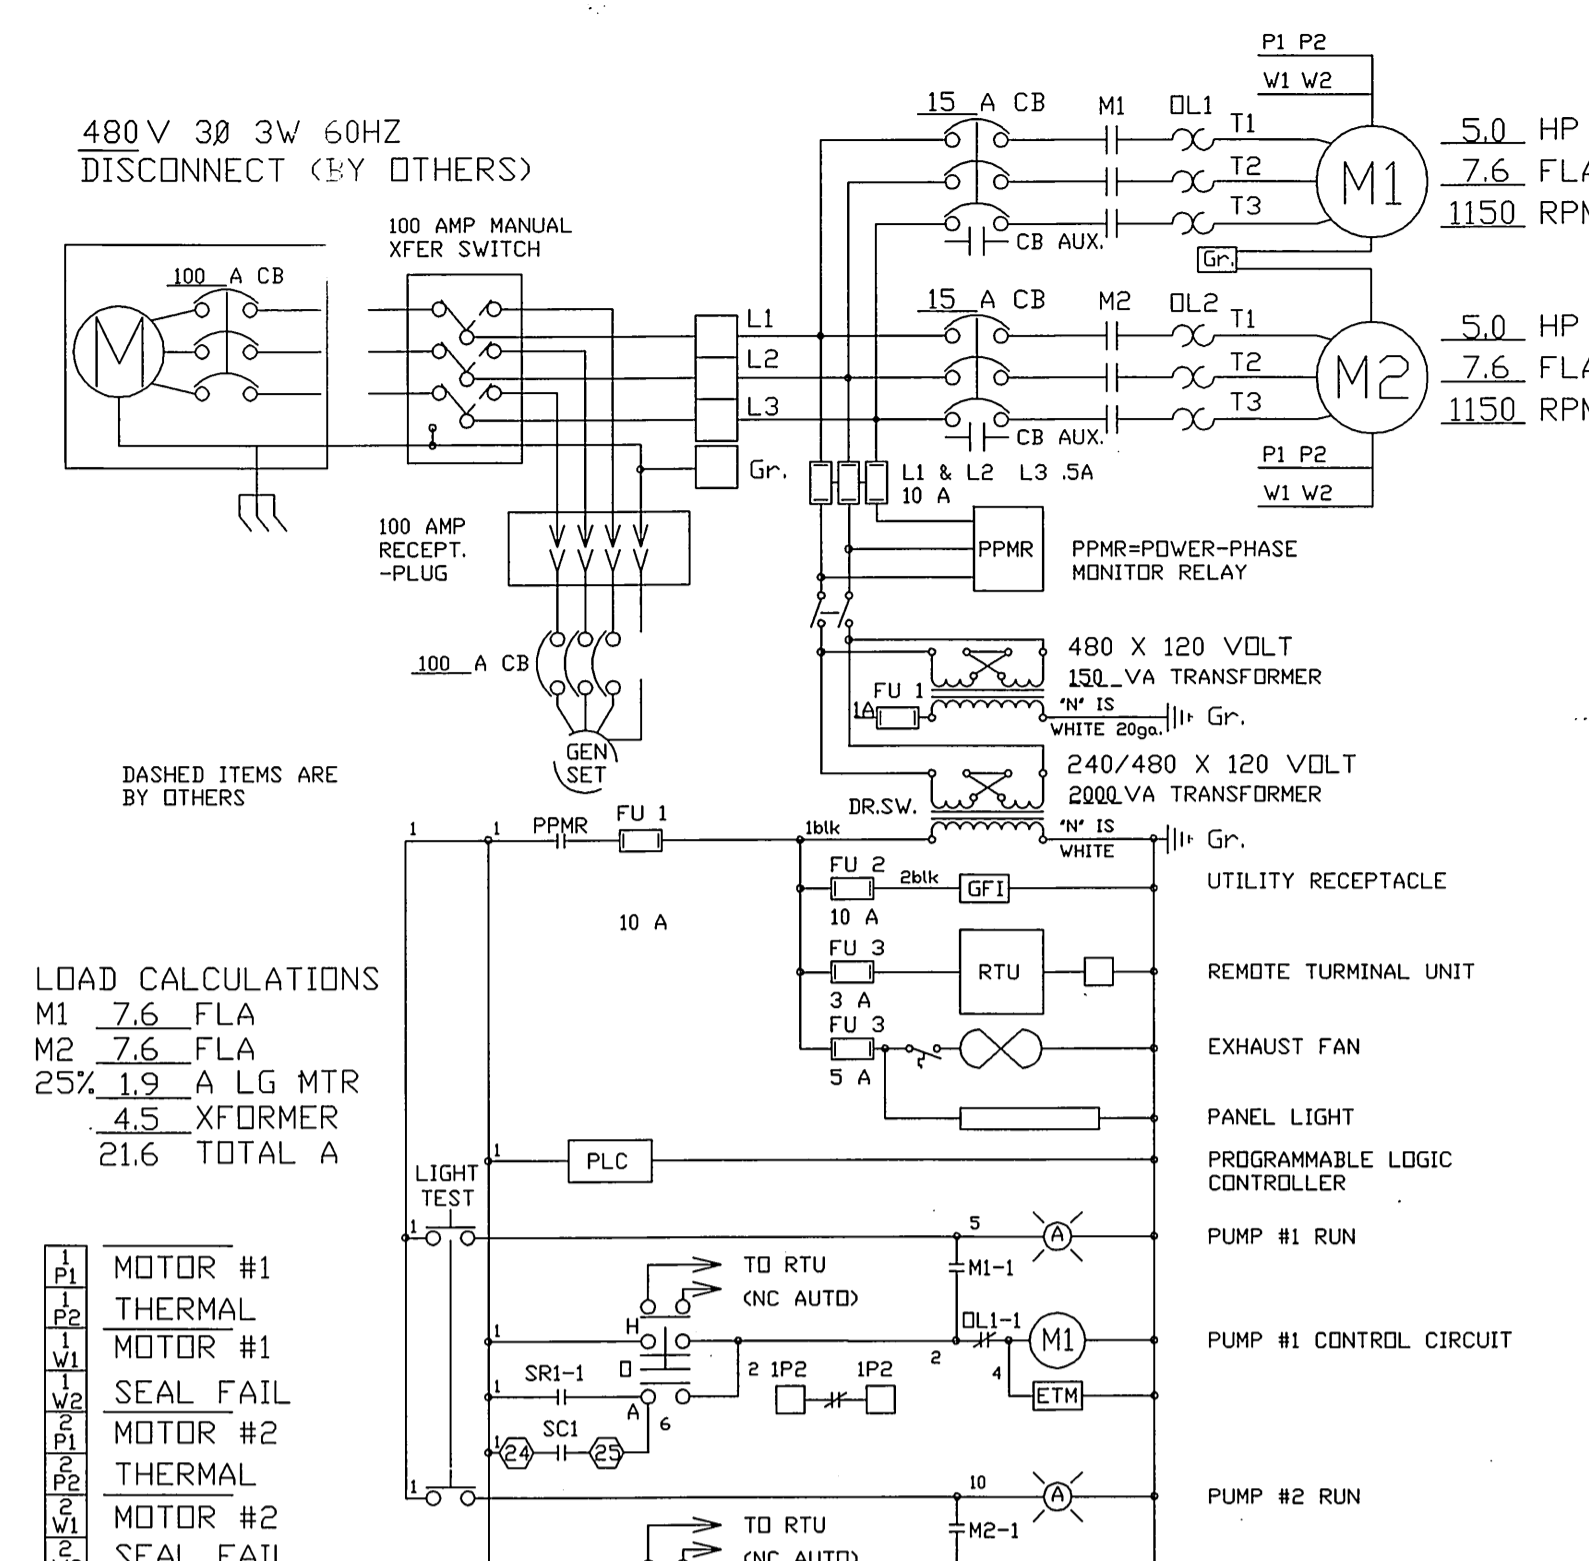 480 V 3Ø 3W 60HZ
DISCONNECT (BY OTHERS)
100 A CB
M
100 AMP MANUAL
XFER SWITCH
L1
L2
L3
Gr.
100 AMP
RECEPT.
-PLUG
100 A CB
GEN
SET
DASHED ITEMS ARE
BY OTHERS
15 A CB
M1
OL1
T1
T2
T3
CB AUX.
P1 P2
W1 W2
M1
5.0 HP
7.6 FLA
1150 RPM
Gr.
15 A CB
M2
OL2
T1
T2
T3
CB AUX.
M2
5.0 HP
7.6 FLA
1150 RPM
P1 P2
W1 W2
L1 & L2 L3 .5A
10 A
PPMR
PPMR=POWER-PHASE
MONITOR RELAY
480 X 120 VOLT
150 VA TRANSFORMER
FU 1
1A
"N" IS
WHITE 20ga.
Gr.
240/480 X 120 VOLT
2000 VA TRANSFORMER
DR.SW.
"N" IS
WHITE
Gr.
1
1
PPMR
FU 1
10 A
1blk
FU 2
10 A
2blk
GFI
UTILITY RECEPTACLE
FU 3
3 A
RTU
REMOTE TURMINAL UNIT
FU 3
5 A
EXHAUST FAN
PANEL LIGHT
LOAD CALCULATIONS
M1 7.6 FLA
M2 7.6 FLA
25% 1.9 A LG MTR
4.5 XFORMER
21.6 TOTAL A
1
PLC
PROGRAMMABLE LOGIC
CONTROLLER
LIGHT
TEST
1
5
A
PUMP #1 RUN
M1-1
TO RTU
(NC AUTO)
1
H
O
A
2
OL1-1
4
M1
PUMP #1 CONTROL CIRCUIT
ETM
1
SR1-1
2
1P2
1P2
6
1
24
SC1
25
1
10
A
PUMP #2 RUN
M2-1
TO RTU
(NC AUTO)
1
P1
MOTOR #1
1
P2
THERMAL
1
W1
MOTOR #1
1
W2
SEAL FAIL
2
P1
MOTOR #2
2
P2
THERMAL
2
W1
MOTOR #2
2
W2
SEAL FAIL